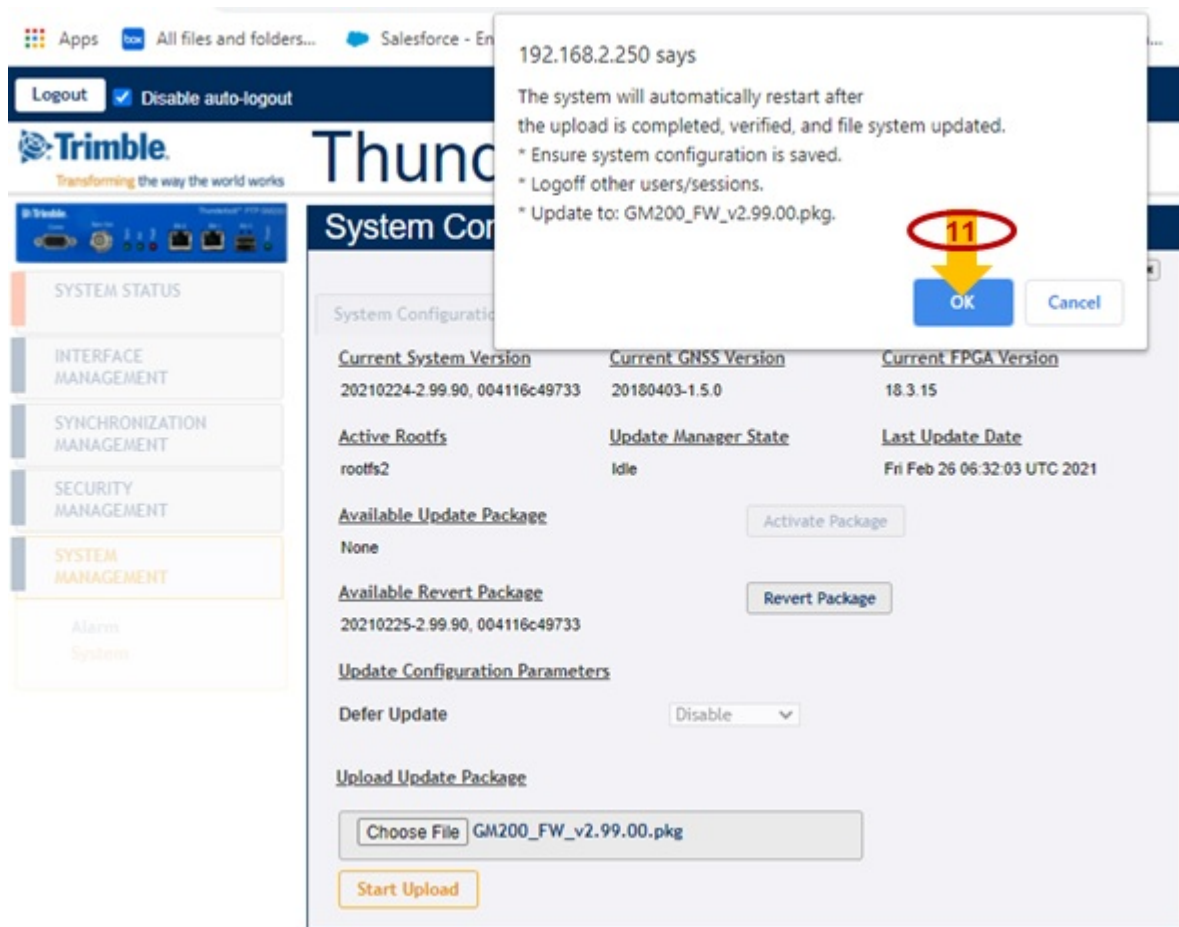 Apps
box
All files and folders...
Salesforce - En
...
192.168.2.250 says
The system will automatically restart after
the upload is completed, verified, and file system updated.
* Ensure system configuration is saved.
* Logoff other users/sessions.
* Update to: GM200_FW_v2.99.00.pkg.
11
OK
Cancel
Logout
Disable auto-logout
Trimble.
Transforming the way the world works
Thund
System Con
SYSTEM STATUS
INTERFACE
MANAGEMENT
SYNCHRONIZATION
MANAGEMENT
SECURITY
MANAGEMENT
SYSTEM
MANAGEMENT
Alarm
System
System Configuratio
Current System Version
Current GNSS Version
Current FPGA Version
20210224-2.99.90, 004116c49733
20180403-1.5.0
18.3.15
Active Rootfs
Update Manager State
Last Update Date
rootfs2
Idle
Fri Feb 26 06:32:03 UTC 2021
Available Update Package
Activate Package
None
Available Revert Package
Revert Package
20210225-2.99.90, 004116c49733
Update Configuration Parameters
Defer Update
Disable
Upload Update Package
Choose File GM200_FW_v2.99.00.pkg
Start Upload